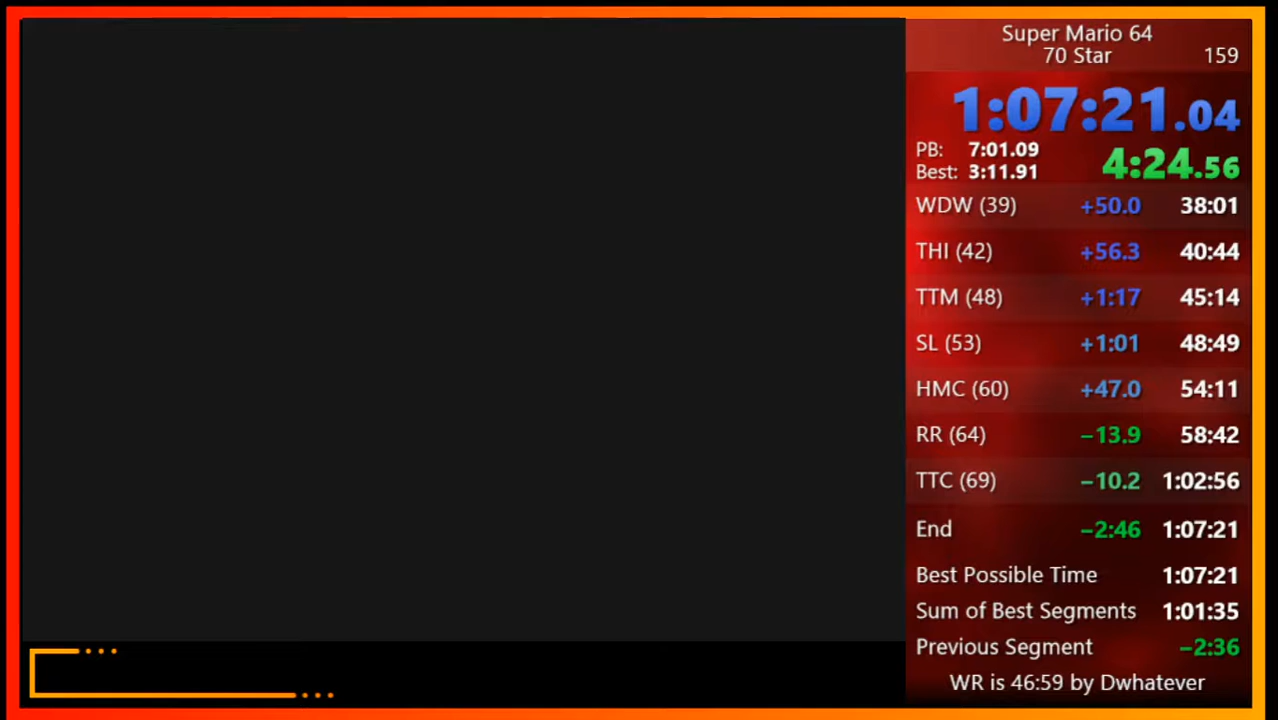 Super Mario 64
70 Star 159
1:07:21.04
PB: 7:01.09
Best: 3:11.91
4:24.56
WDW (39) +50.0 38:01
THI (42) +56.3 40:44
TTM (48) +1:17 45:14
SL (53) +1:01 48:49
HMC (60) +47.0 54:11
RR (64) −13.9 58:42
TTC (69) −10.2 1:02:56
End −2:46 1:07:21
Best Possible Time 1:07:21
Sum of Best Segments 1:01:35
Previous Segment −2:36
WR is 46:59 by Dwhatever